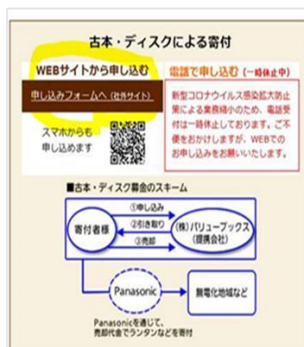 古本・ディスクによる寄付
WEBサイトから申し込む
申し込みフォームへ（社外サイト）
スマホからも
申し込めます
電話で申し込む（一時休止中）
新型コロナウイルス感染拡大防止
策による業務縮小のため、電話受
付は一時休止しております。ご不
便をおかけしますが、WEBでの
お申し込みをお願いいたします。
■古本・ディスク募金のスキーム
①申し込み
寄付者様
②引き取り
(株)バリューブックス
(提携会社)
③売却
Panasonic
無電化地域など
Panasonicを通じて、
売却代金でランタンなどを寄付